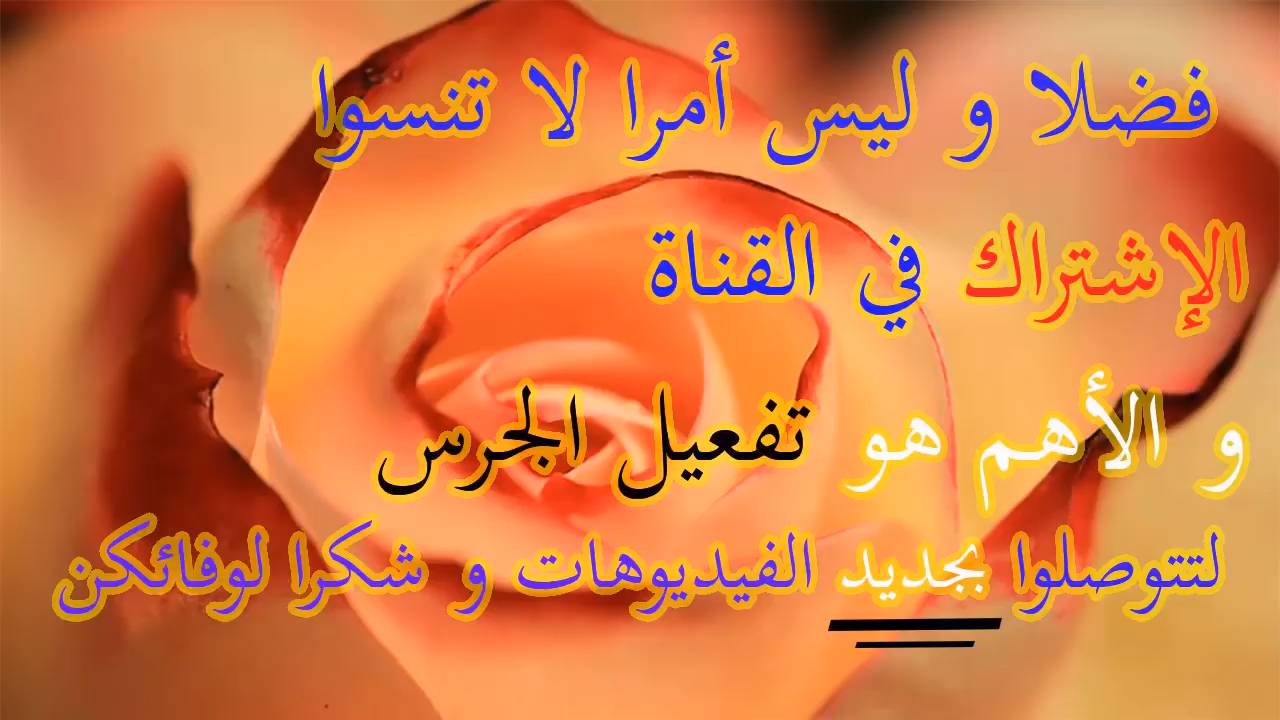 فضلا و ليس أمرا لا تنسوا
الإشتراك في القناة
و الأهم هو تفعيل الجرس
لتتوصلوا بجديد الفيديوهات و شكرا لوفائكن